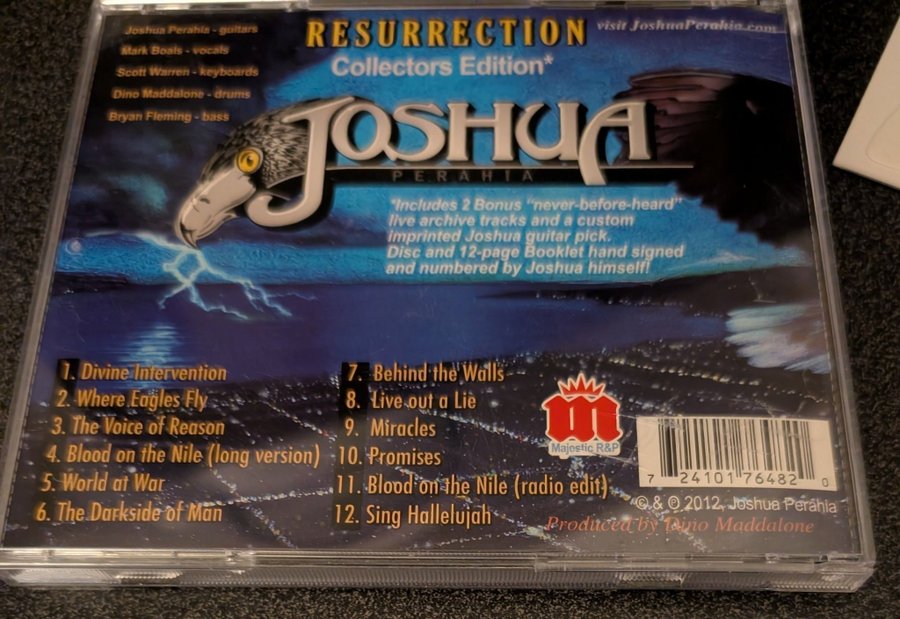 Joshua Perahia - guitars
Mark Boals - vocals
Scott Warren - keyboards
Dino Maddalone - drums
Bryan Fleming - bass
RESURRECTION
Collectors Edition*
visit JoshuaPerahia.com
JOSHUA
PERAHIA
*Includes 2 Bonus "never-before-heard"
live archive tracks and a custom
imprinted Joshua guitar pick.
Disc and 12-page Booklet hand signed
and numbered by Joshua himself!
1. Divine Intervention
2. Where Eagles Fly
3. The Voice of Reason
4. Blood on the Nile (long version)
5. World at War
6. The Darkside of Man
7. Behind the Walls
8. Live out a Lie
9. Miracles
10. Promises
11. Blood on the Nile (radio edit)
12. Sing Hallelujah
m
Majestic R&P
7 24101 76482 0
© & ℗ 2012, Joshua Perahia
Produced by Dino Maddalone